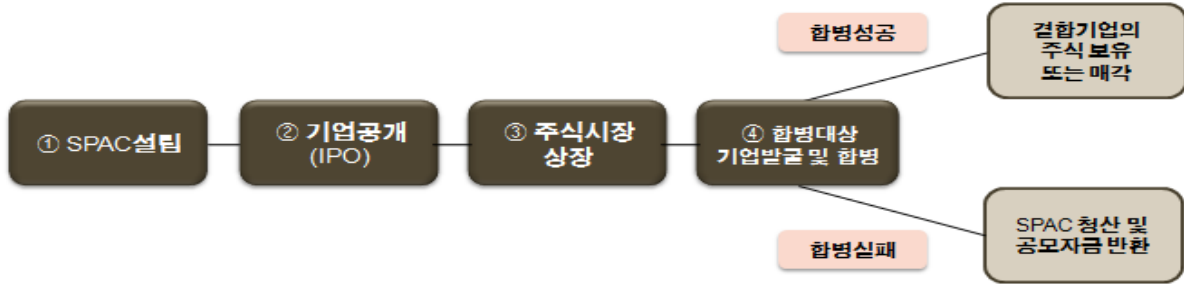 ① SPAC설립
② 기업공개
(IPO)
③ 주식시장
상장
④ 합병대상
기업발굴 및 합병
합병성공
결합기업의
주식 보유
또는 매각
합병실패
SPAC 청산 및
공모자금 반환